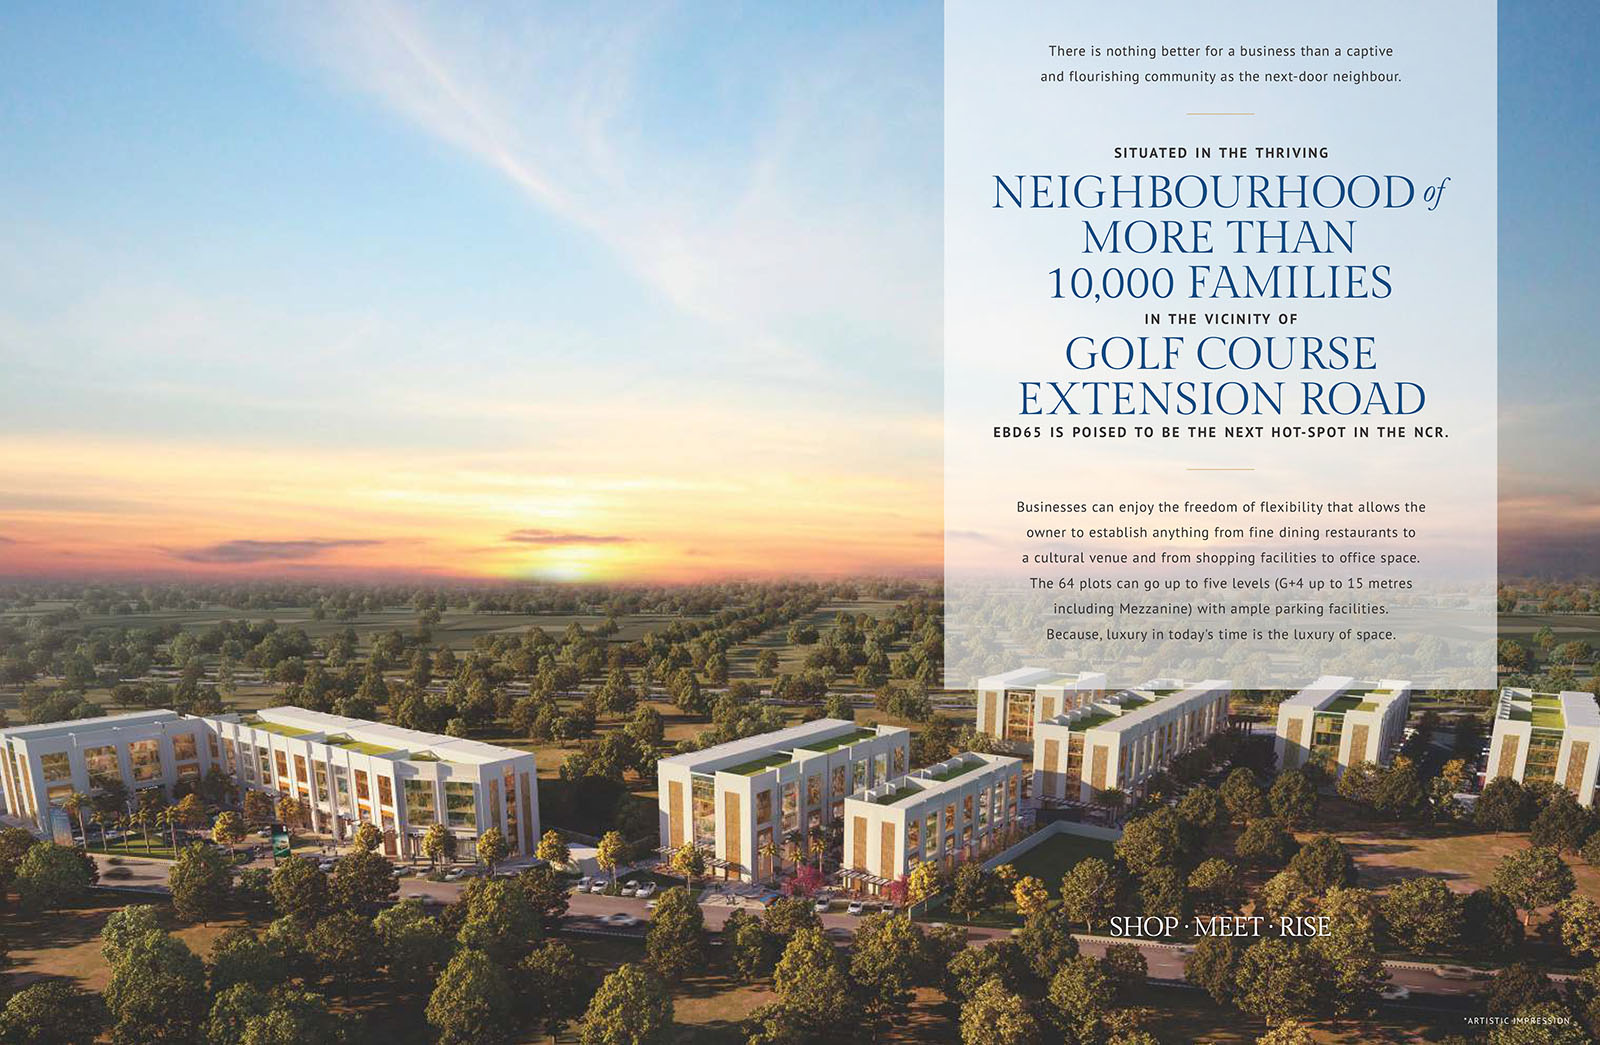 There is nothing better for a business than a captive
and flourishing community as the next-door neighbour.
SITUATED IN THE THRIVING
NEIGHBOURHOOD of
MORE THAN
10,000 FAMILIES
IN THE VICINITY OF
GOLF COURSE
EXTENSION ROAD
EBD65 IS POISED TO BE THE NEXT HOT-SPOT IN THE NCR.
Businesses can enjoy the freedom of flexibility that allows the
owner to establish anything from fine dining restaurants to
a cultural venue and from shopping facilities to office space.
The 64 plots can go up to five levels (G+4 up to 15 metres
including Mezzanine) with ample parking facilities.
Because, luxury in today's time is the luxury of space.
SHOP · MEET · RISE
*ARTISTIC IMPRESSION